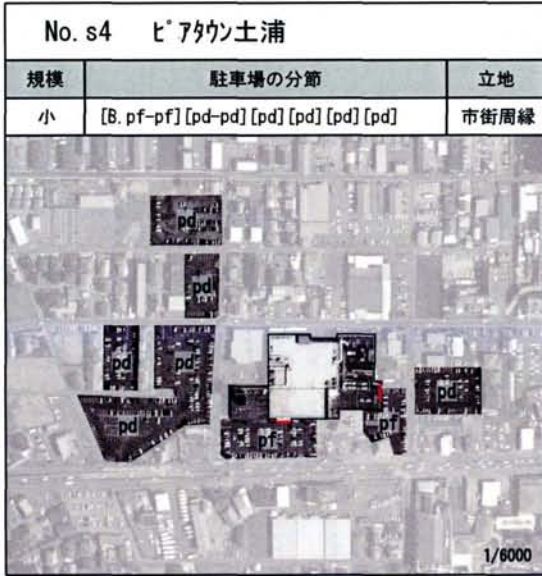 No. s4 ピアタウン土浦
規模 駐車場の分節 立地
小 [B.pf-pf][pd-pd][pd][pd][pd][pd] 市街周縁
pd
pd
pd pd
pd
pd pf
pf
1/6000